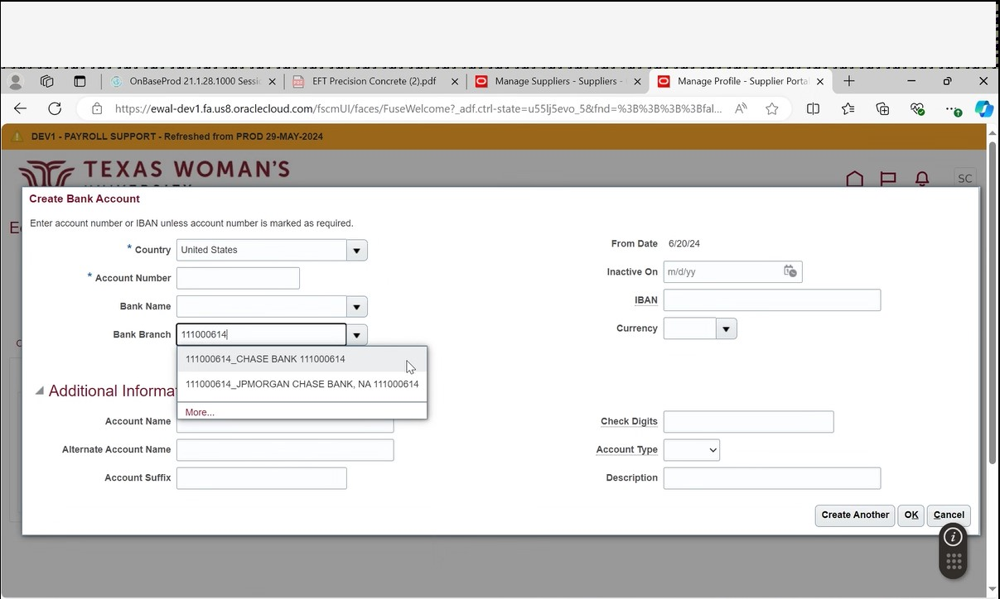 OnBaseProd 21.1.28.1000 Sessi
EFT Precision Concrete (2).pdf
Manage Suppliers - Suppliers -
Manage Profile - Supplier Porta
https://ewal-dev1.fa.us8.oraclecloud.com/fscmUI/faces/FuseWelcome?_adf.ctrl-state=u55lj5evo_5&fnd=%3B%3B%3B%3Bfal...
DEV1 - PAYROLL SUPPORT - Refreshed from PROD 29-MAY-2024
TEXAS WOMAN'S
SC
Create Bank Account
Enter account number or IBAN unless account number is marked as required.
* Country United States
* Account Number
Bank Name
Bank Branch 111000614
111000614_CHASE BANK 111000614
111000614_JPMORGAN CHASE BANK, NA 111000614
More...
From Date 6/20/24
Inactive On m/d/yy
IBAN
Currency
Additional Informa
Account Name
Alternate Account Name
Account Suffix
Check Digits
Account Type
Description
Create Another OK Cancel